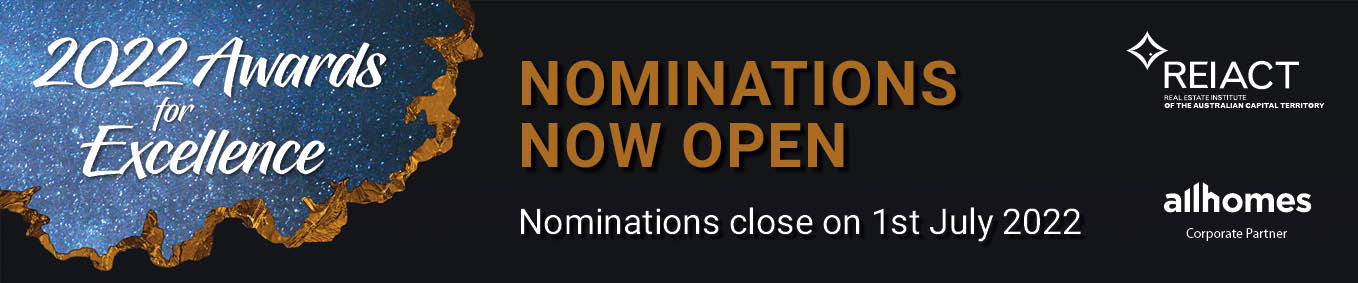 2022 Awards
for
Excellence
NOMINATIONS
NOW OPEN
Nominations close on 1st July 2022
REIACT
REAL ESTATE INSTITUTE
OF THE AUSTRALIAN CAPITAL TERRITORY
allhomes
Corporate Partner